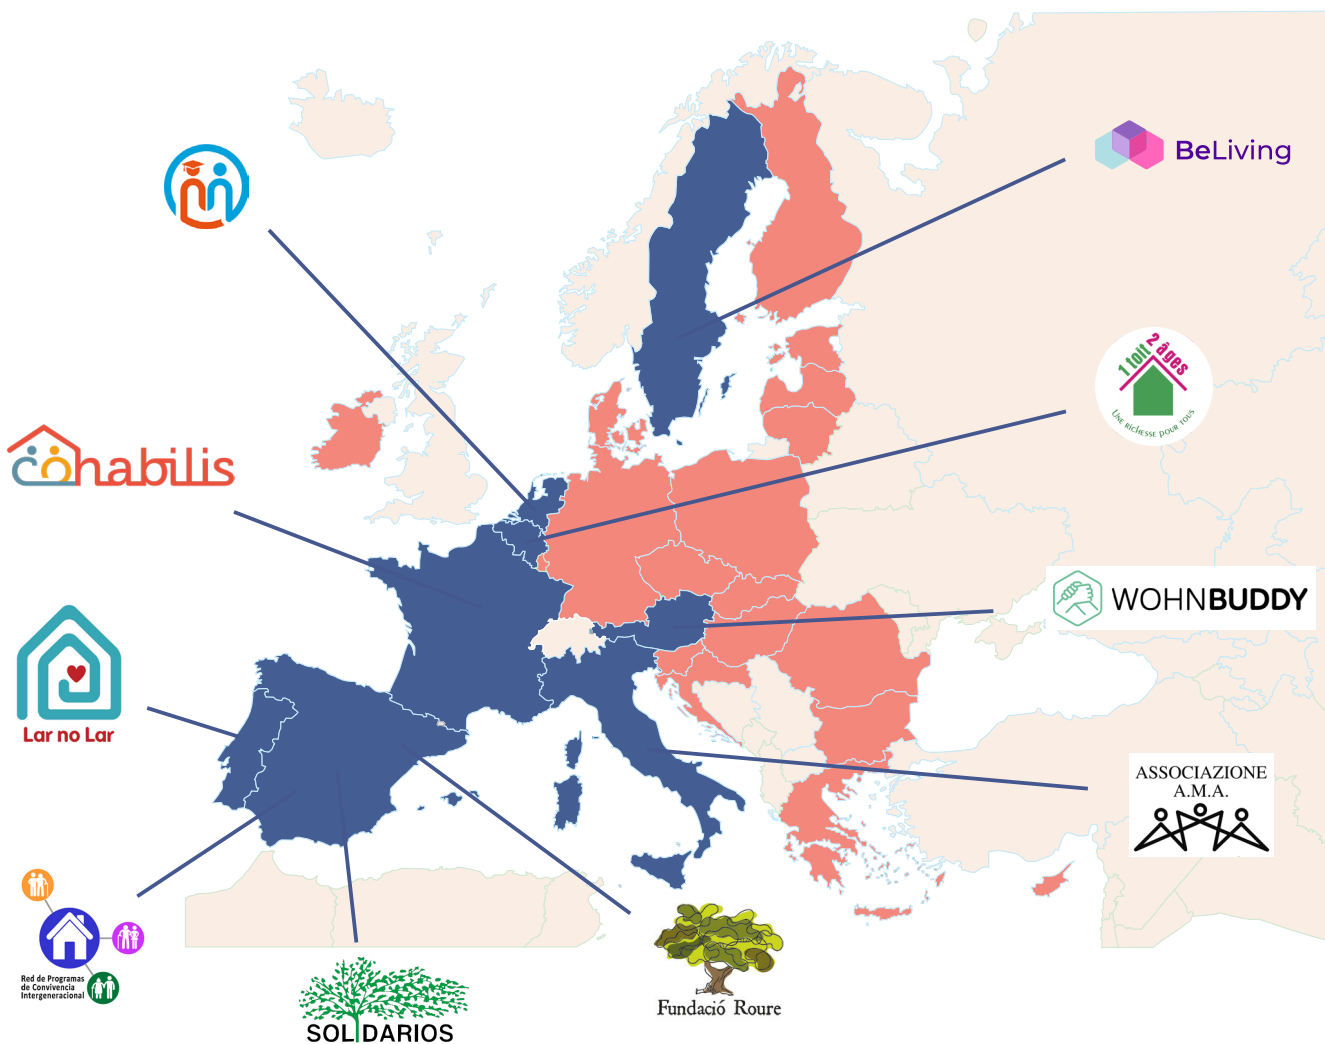 BeLiving
1 toit 2 âges
UNE RICHESSE POUR TOUS
cohabilis
WOHNBUDDY
Lar no Lar
ASSOCIAZIONE
A.M.A.
Red de Programas
de Convivencia
Intergeneracional
SOLIDARIOS
Fundació Roure